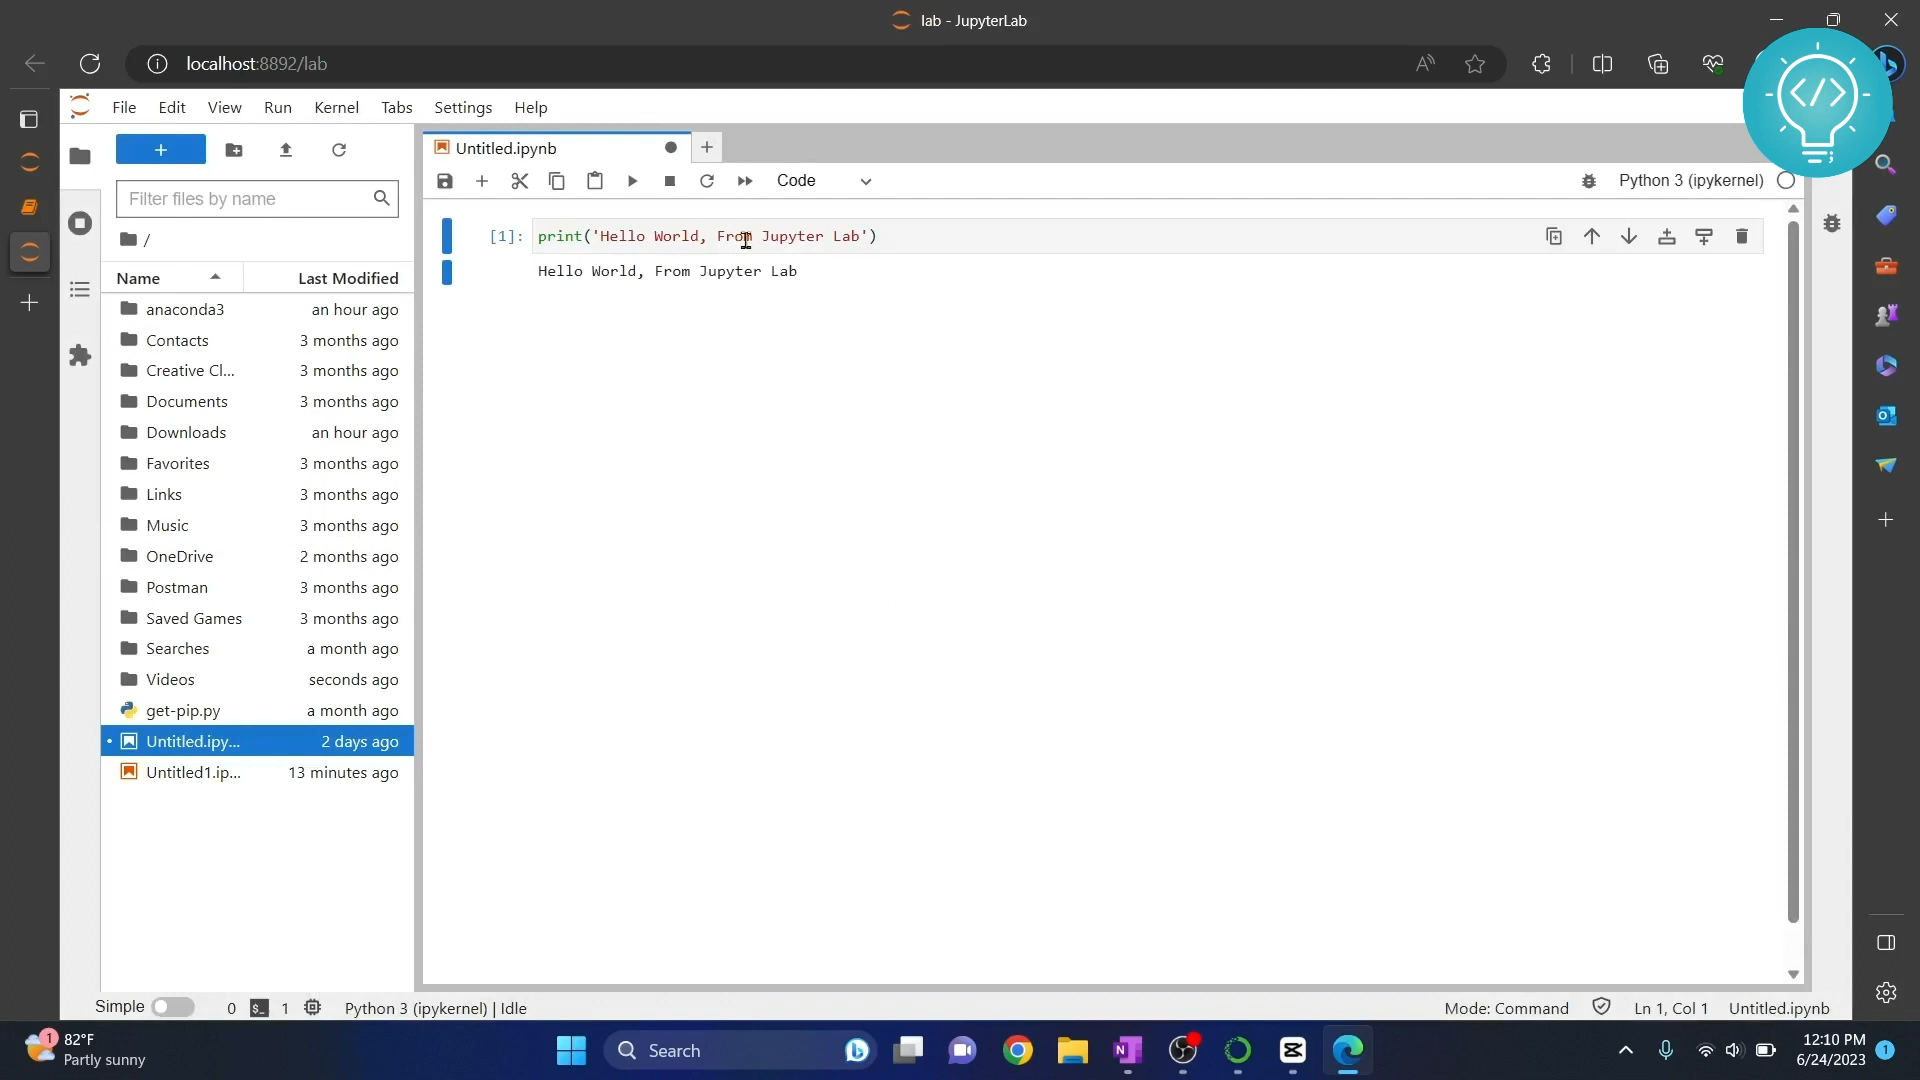 lab - JupyterLab
localhost:8892/lab
File Edit View Run Kernel Tabs Settings Help
</>
Untitled.ipynb
Code
Python 3 (ipykernel)
Filter files by name
/
[1]: print('Hello World, From Jupyter Lab')
Hello World, From Jupyter Lab
Name Last Modified
anaconda3 an hour ago
Contacts 3 months ago
Creative Cl... 3 months ago
Documents 3 months ago
Downloads an hour ago
Favorites 3 months ago
Links 3 months ago
Music 3 months ago
OneDrive 2 months ago
Postman 3 months ago
Saved Games 3 months ago
Searches a month ago
Videos seconds ago
get-pip.py a month ago
Untitled.ipy... 2 days ago
Untitled1.ip... 13 minutes ago
Simple 0 1 Python 3 (ipykernel) | Idle Mode: Command Ln 1, Col 1 Untitled.ipynb
1
82°F
Partly sunny
Search
12:10 PM
6/24/2023
1